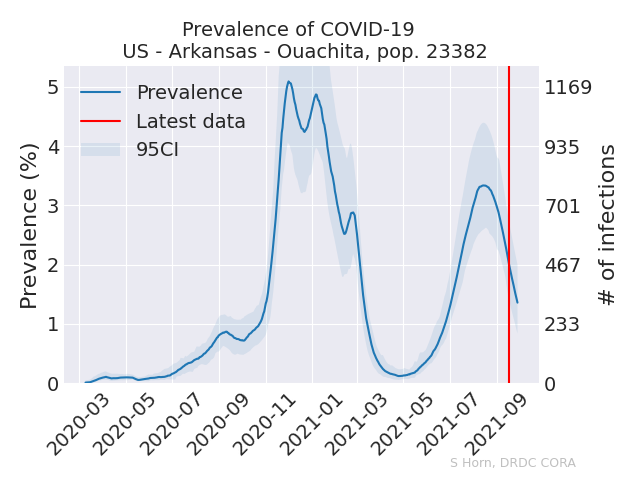 Prevalence of COVID-19
US - Arkansas - Ouachita, pop. 23382
Prevalence
Latest data
95CI
Prevalence (%)
5
4
3
2
1
0
1169
935
701
467
233
0
# of infections
2020-03
2020-05
2020-07
2020-09
2020-11
2021-01
2021-03
2021-05
2021-07
2021-09
S Horn, DRDC CORA